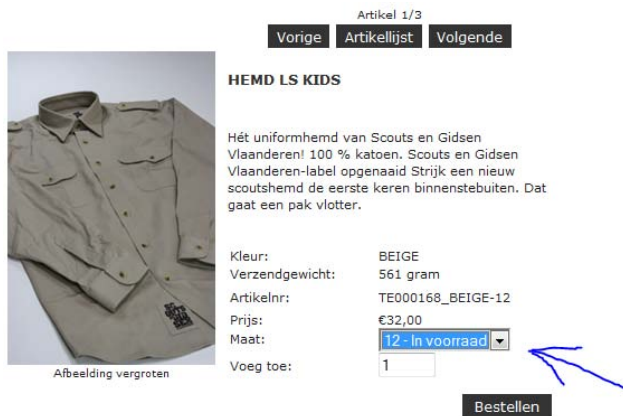 Artikel 1/3
Vorige Artikellijst Volgende
HEMD LS KIDS
Hét uniformhemd van Scouts en Gidsen
Vlaanderen! 100 % katoen. Scouts en Gidsen
Vlaanderen-label opgenaaid Strijk een nieuw
scoutshemd de eerste keren binnenstebuiten. Dat
gaat een pak vlotter.
Kleur: BEIGE
Verzendgewicht: 561 gram
Artikelnr: TE000168_BEIGE-12
Prijs: €32,00
Maat: 12 - In voorraad
Voeg toe: 1
Afbeelding vergroten
Bestellen